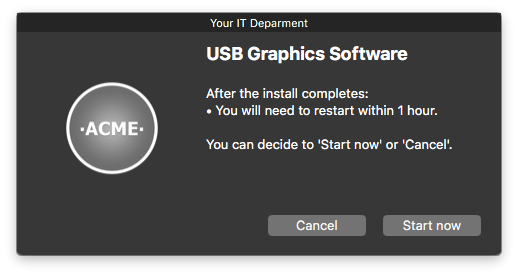 Your IT Deparment
USB Graphics Software
·ACME·
After the install completes:
• You will need to restart within 1 hour.
You can decide to 'Start now' or 'Cancel'.
Cancel
Start now